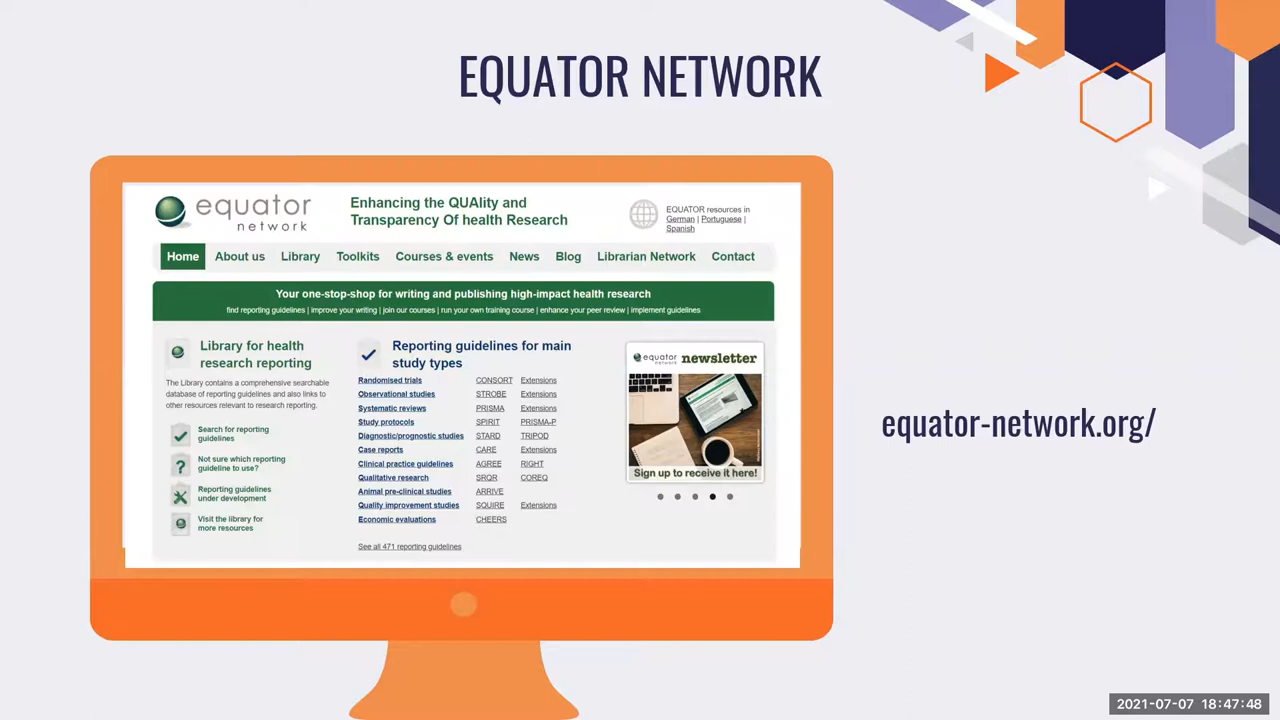 EQUATOR NETWORK
equator
network
Enhancing the QUAlity and
Transparency Of health Research
EQUATOR resources in
German | Portuguese |
Spanish
Home About us Library Toolkits Courses & events News Blog Librarian Network Contact
Your one-stop-shop for writing and publishing high-impact health research
find reporting guidelines | improve your writing | join our courses | run your own training course | enhance your peer review | implement guidelines
Library for health
research reporting
The Library contains a comprehensive searchable
database of reporting guidelines and also links to
other resources relevant to research reporting.
Search for reporting
guidelines
Not sure which reporting
guideline to use?
Reporting guidelines
under development
Visit the library for
more resources
Reporting guidelines for main
study types
Randomised trials CONSORT Extensions
Observational studies STROBE Extensions
Systematic reviews PRISMA Extensions
Study protocols SPIRIT PRISMA-P
Diagnostic/prognostic studies STARD TRIPOD
Case reports CARE Extensions
Clinical practice guidelines AGREE RIGHT
Qualitative research SRQR COREQ
Animal pre-clinical studies ARRIVE
Quality improvement studies SQUIRE Extensions
Economic evaluations CHEERS
See all 471 reporting guidelines
equator network newsletter
Sign up to receive it here!
equator-network.org/
2021-07-07 18:47:48